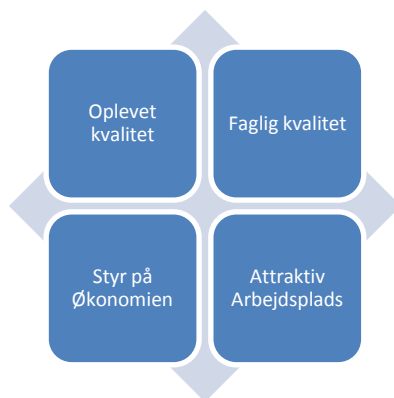 Oplevet
kvalitet
Faglig kvalitet
Styr på
Økonomien
Attraktiv
Arbejdsplads